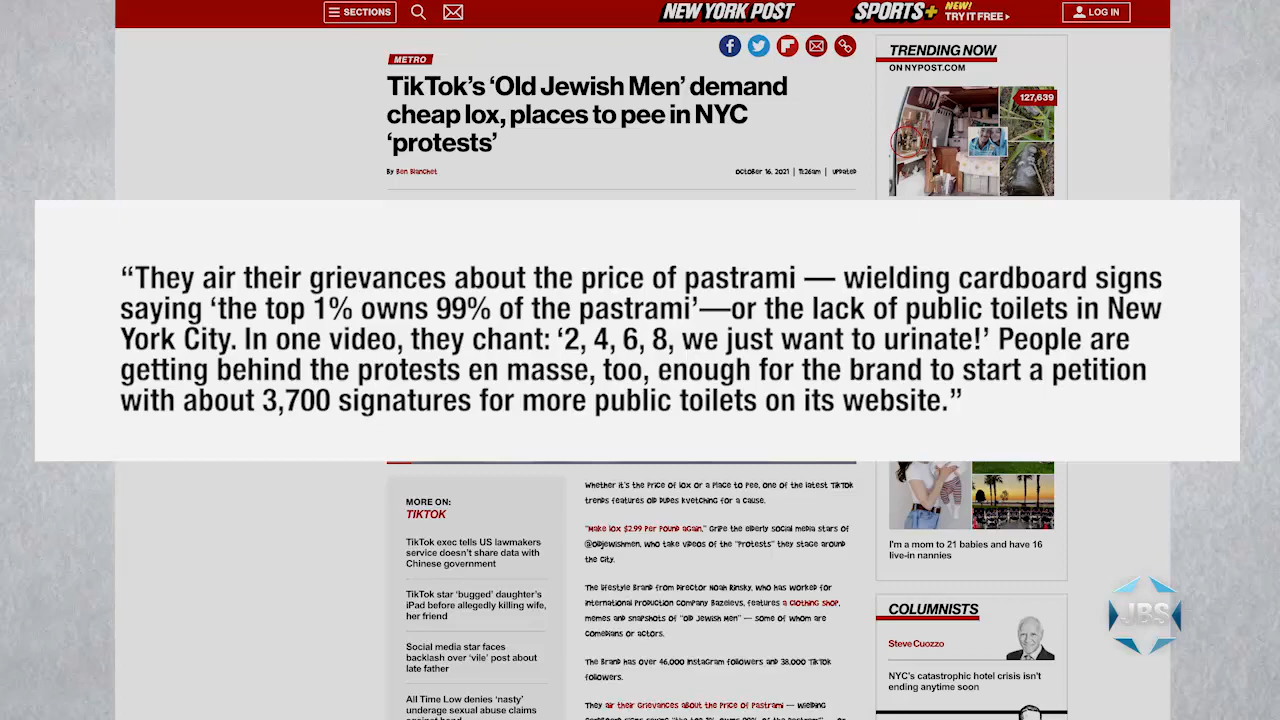 SECTIONS
NEW YORK POST
SPORTS+
NEW!
TRY IT FREE
LOG IN
METRO
TikTok's 'Old Jewish Men' demand
cheap lox, places to pee in NYC
'protests'
By Ben Blanchet
October 16, 2021 | 11:26am | Updated
TRENDING NOW
ON NYPOST.COM
127,639
“They air their grievances about the price of pastrami — wielding cardboard signs
saying ‘the top 1% owns 99% of the pastrami’—or the lack of public toilets in New
York City. In one video, they chant: ‘2, 4, 6, 8, we just want to urinate!’ People are
getting behind the protests en masse, too, enough for the brand to start a petition
with about 3,700 signatures for more public toilets on its website.”
MORE ON:
TIKTOK
TikTok exec tells US lawmakers
service doesn't share data with
Chinese government
TikTok star 'bugged' daughter's
iPad before allegedly killing wife,
her friend
Social media star faces
backlash over 'vile' post about
late father
All Time Low denies 'nasty'
underage sexual abuse claims
Whether it's the price of lox or a place to pee, one of the latest TikTok
trends features old dudes kvetching for a cause.
"Make lox $2.99 per pound again," gripe the elderly social media stars of
@oldjewishmen, who take videos of the "protests" they stage around
the city.
The lifestyle brand from director Noah Rinsky, who has worked for
international production company Bazelevs, features a clothing shop,
memes and snapshots of "old Jewish men" — some of whom are
comedians or actors.
The brand has over 46,000 Instagram followers and 38,000 TikTok
followers.
They air their grievances about the price of pastrami — wielding
I'm a mom to 21 babies and have 16
live-in nannies
COLUMNISTS
Steve Cuozzo
NYC's catastrophic hotel crisis isn't
ending anytime soon
JBS